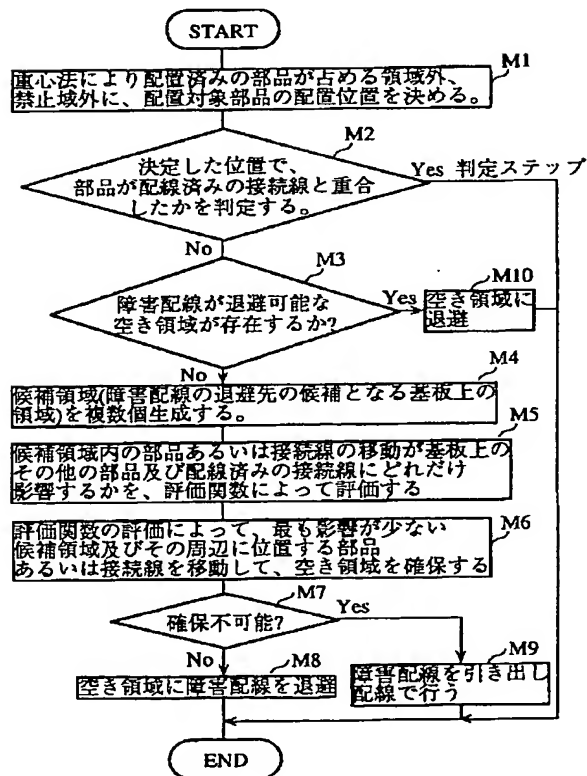 START
M1
重心法により配置済みの部品が占める領域外、
禁止域外に、配置対象部品の配置位置を決める。
M2
決定した位置で、
部品が配線済みの接続線と重合
したかを判定する。
Yes 判定ステップ
No
M3
障害配線が退避可能な
空き領域が存在するか?
Yes
M10
空き領域に
退避
No
M4
候補領域(障害配線の退避先の候補となる基板上の
領域)を複数個生成する。
M5
候補領域内の部品あるいは接続線の移動が基板上の
その他の部品及び配線済みの接続線にどれだけ
影響するかを、評価関数によって評価する
M6
評価関数の評価によって、最も影響が少ない
候補領域及びその周辺に位置する部品
あるいは接続線を移動して、空き領域を確保する
M7
確保不可能?
Yes
No
M8
空き領域に障害配線を退避
M9
障害配線を引き出し
配線で行う
END